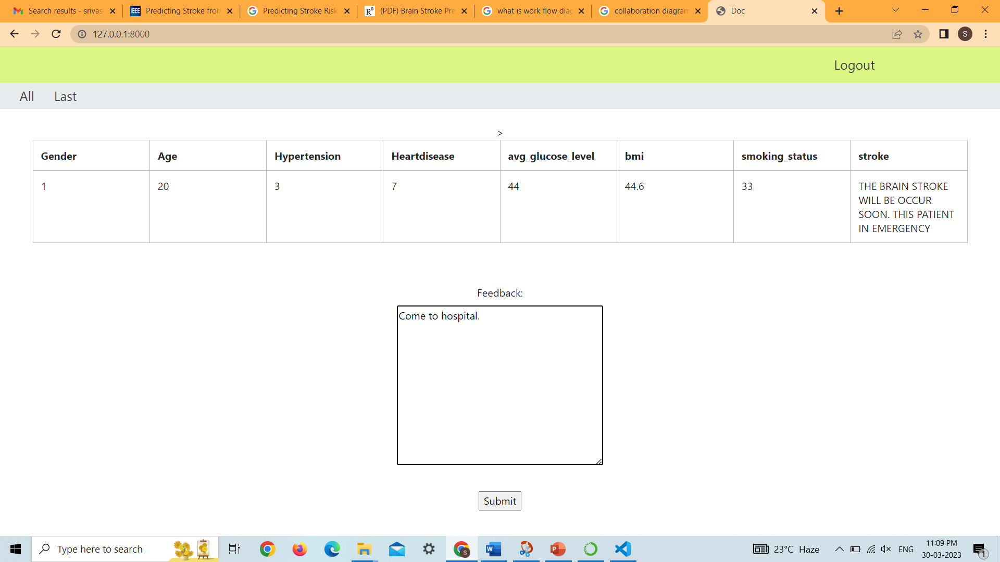 Search results - srivas
Predicting Stroke from
Predicting Stroke Risk
(PDF) Brain Stroke Pre
what is work flow diag
collaboration diagram
Doc
127.0.0.1:8000
S
Logout
All Last
>
Gender Age Hypertension Heartdisease avg_glucose_level bmi smoking_status stroke
1 20 3 7 44 44.6 33 THE BRAIN STROKE
WILL BE OCCUR
SOON. THIS PATIENT
IN EMERGENCY
Feedback:
Come to hospital.
Submit
Type here to search
23°C Haze
ENG
11:09 PM
30-03-2023
1